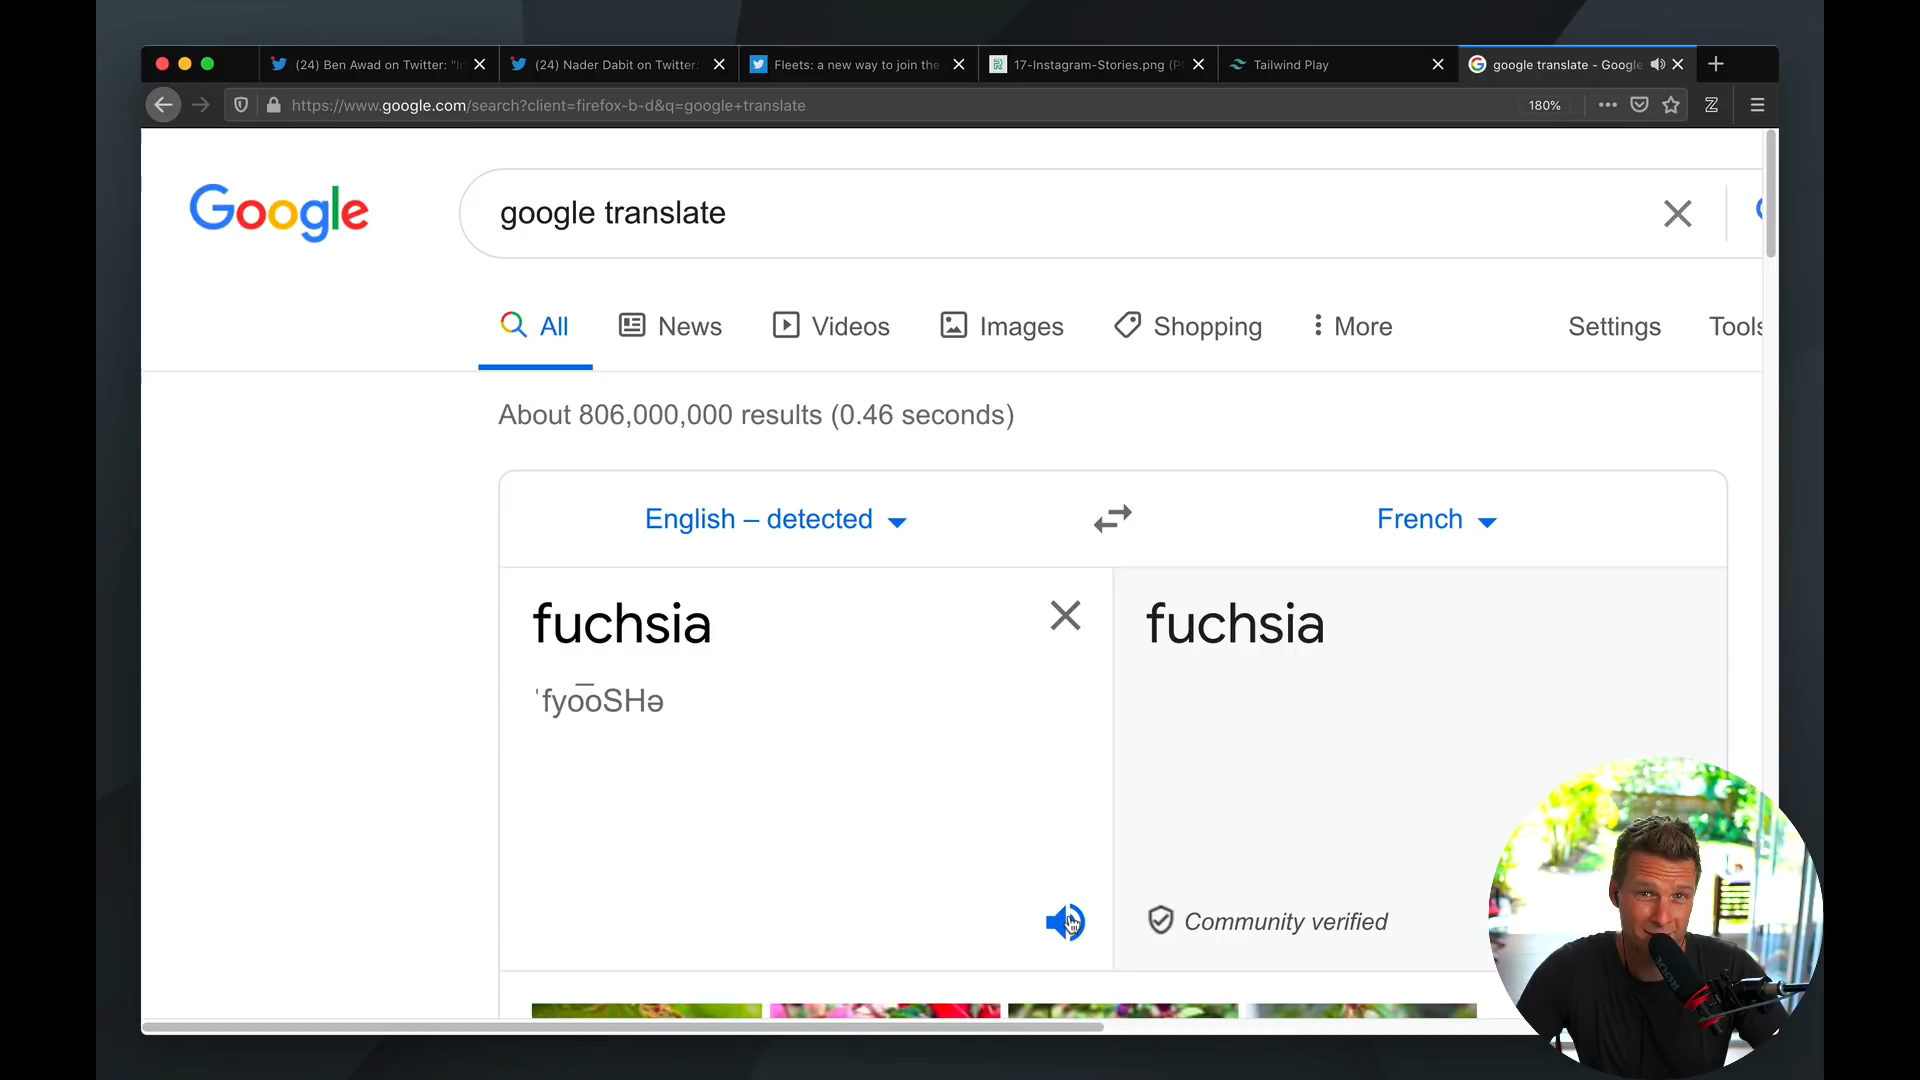 (24) Ben Awad on Twitter: "In
(24) Nader Dabit on Twitter:
Fleets: a new way to join the
17-Instagram-Stories.png (P
Tailwind Play
google translate - Google
https://www.google.com/search?client=firefox-b-d&q=google+translate
180%
Google
google translate
All
News
Videos
Images
Shopping
More
Settings
Tools
About 806,000,000 results (0.46 seconds)
English – detected
French
fuchsia
fuchsia
ˈfyo͞oSHə
Community verified
RODE